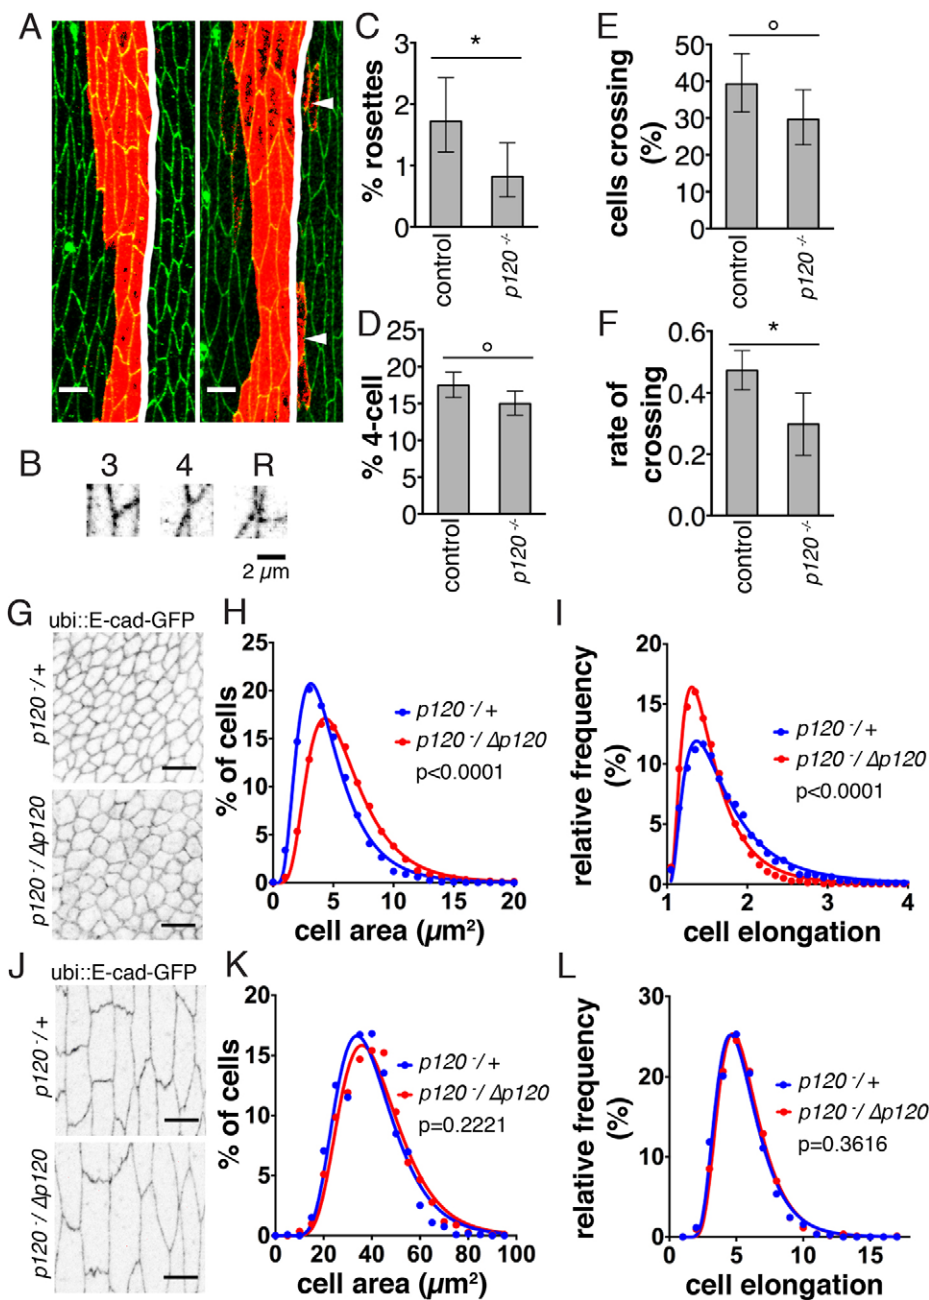 A
B
3 4 R
2 µm
C
% rosettes
3
2
1
0
*
control
p120 -/-
D
% 4-cell
25
20
15
10
5
0
°
control
p120 -/-
E
cells crossing
(%)
50
40
30
20
10
0
°
control
p120 -/-
F
rate of
crossing
0.6
0.4
0.2
0.0
*
control
p120 -/-
G
ubi::E-cad-GFP
p120 -/+
p120 -/Δp120
H
% of cells
25
20
15
10
5
0
0 5 10 15 20
cell area (µm²)
p120 -/+
p120 -/Δp120
p<0.0001
I
relative frequency
(%)
20
15
10
5
0
1 2 3 4
cell elongation
p120 -/+
p120 -/Δp120
p<0.0001
J
ubi::E-cad-GFP
p120 -/+
p120 -/Δp120
K
% of cells
20
15
10
5
0
0 20 40 60 80 100
cell area (µm²)
p120 -/+
p120 -/Δp120
p=0.2221
L
relative frequency
(%)
30
20
10
0
0 5 10 15
cell elongation
p120 -/+
p120 -/Δp120
p=0.3616